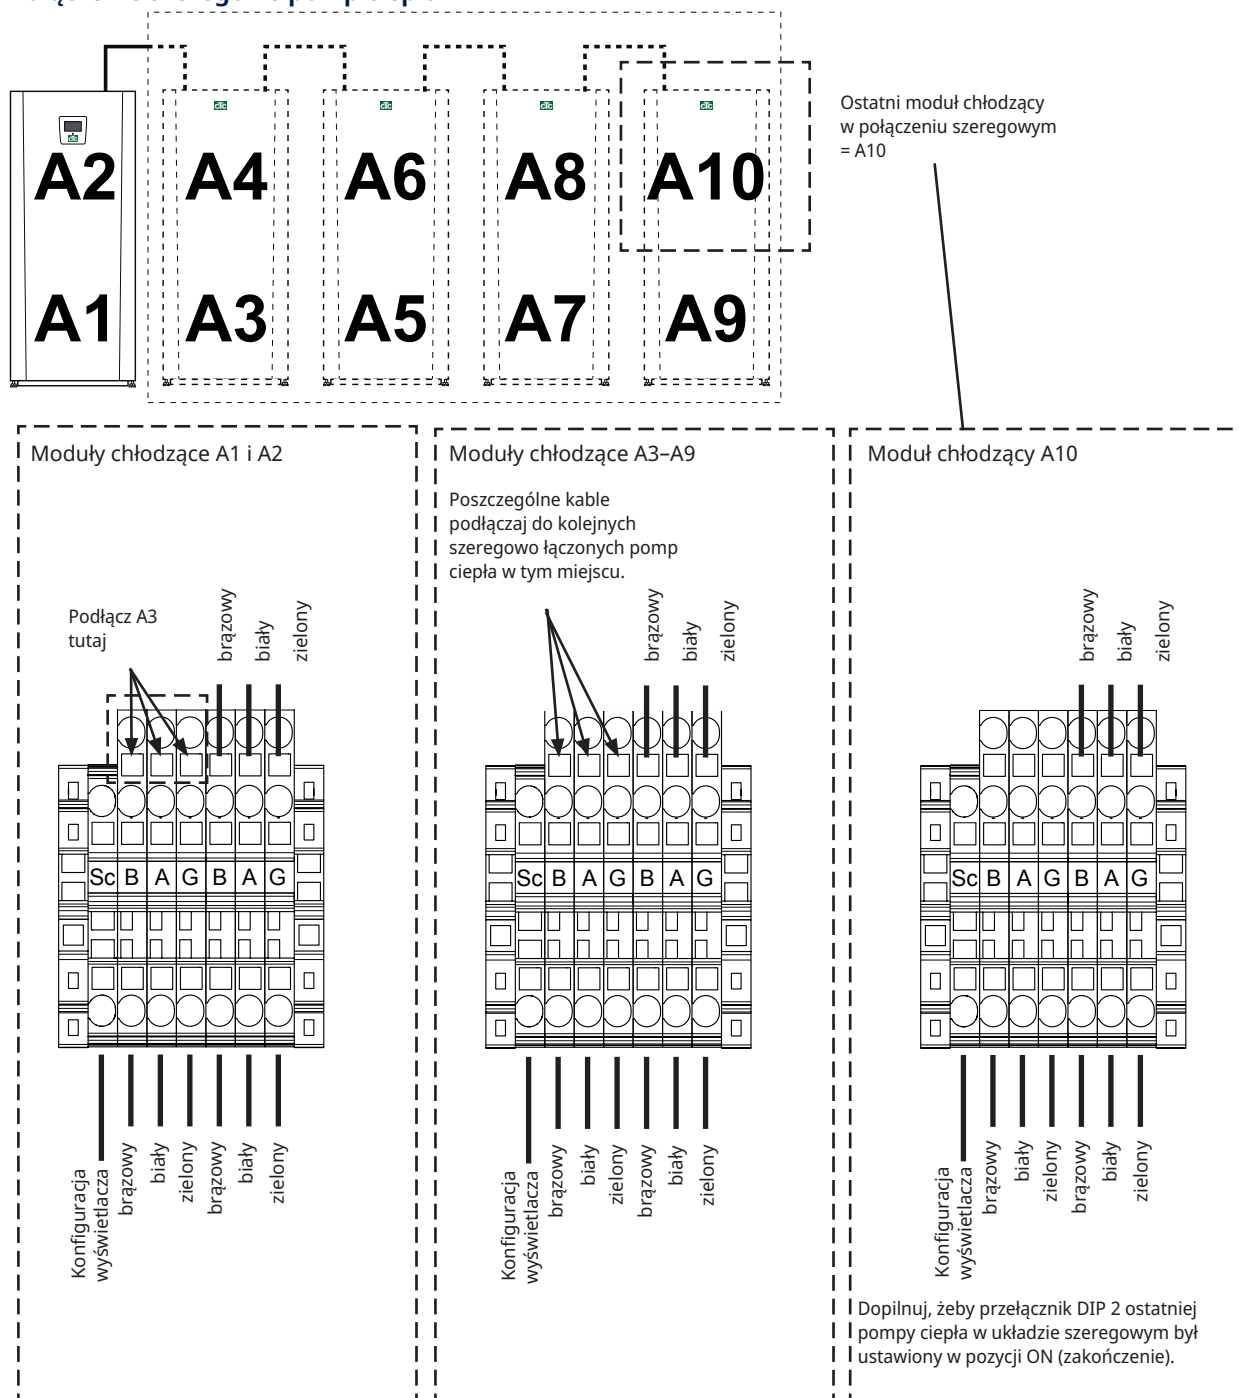 A2
A4
A6
A8
A10
A1
A3
A5
A7
A9
Ostatni moduł chłodzący
w połączeniu szeregowym
= A10
Moduły chłodzące A1 i A2
Podłącz A3
tutaj
brązowy
biały
zielony
Sc B A G B A G
Konfiguracja
wyświetlacza
brązowy
biały
zielony
brązowy
biały
zielony
Moduły chłodzące A3–A9
Poszczególne kable
podłączaj do kolejnych
szeregowo łączonych pomp
ciepła w tym miejscu.
brązowy
biały
zielony
Sc B A G B A G
Konfiguracja
wyświetlacza
brązowy
biały
zielony
brązowy
biały
zielony
Moduł chłodzący A10
brązowy
biały
zielony
Sc B A G B A G
Konfiguracja
wyświetlacza
brązowy
biały
zielony
brązowy
biały
zielony
Dopilnuj, żeby przełącznik DIP 2 ostatniej
pompy ciepła w układzie szeregowym był
ustawiony w pozycji ON (zakończenie).